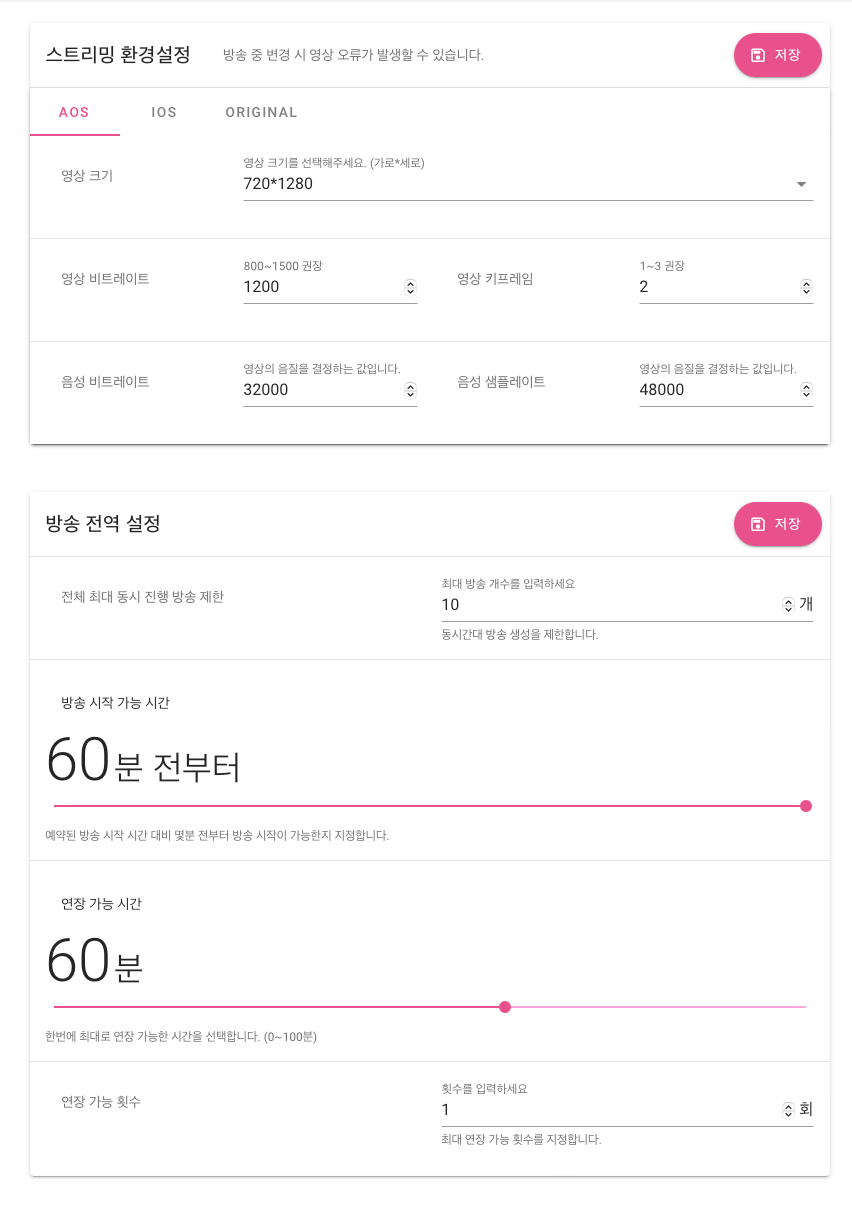 스트리밍 환경설정 방송 중 변경 시 영상 오류가 발생할 수 있습니다. 저장
AOS IOS ORIGINAL
영상 크기
영상 크기를 선택해주세요. (가로*세로)
720*1280
영상 비트레이트
800~1500 권장
1200
영상 키프레임
1~3 권장
2
음성 비트레이트
영상의 음질을 결정하는 값입니다.
32000
음성 샘플레이트
영상의 음질을 결정하는 값입니다.
48000
방송 전역 설정 저장
전체 최대 동시 진행 방송 제한
최대 방송 개수를 입력하세요
10 개
동시간대 방송 생성을 제한합니다.
방송 시작 가능 시간
60분 전부터
예약된 방송 시작 시간 대비 몇분 전부터 방송 시작이 가능한지 지정합니다.
연장 가능 시간
60분
한번에 최대로 연장 가능한 시간을 선택합니다. (0~100분)
연장 가능 횟수
횟수를 입력하세요
1 회
최대 연장 가능 횟수를 지정합니다.